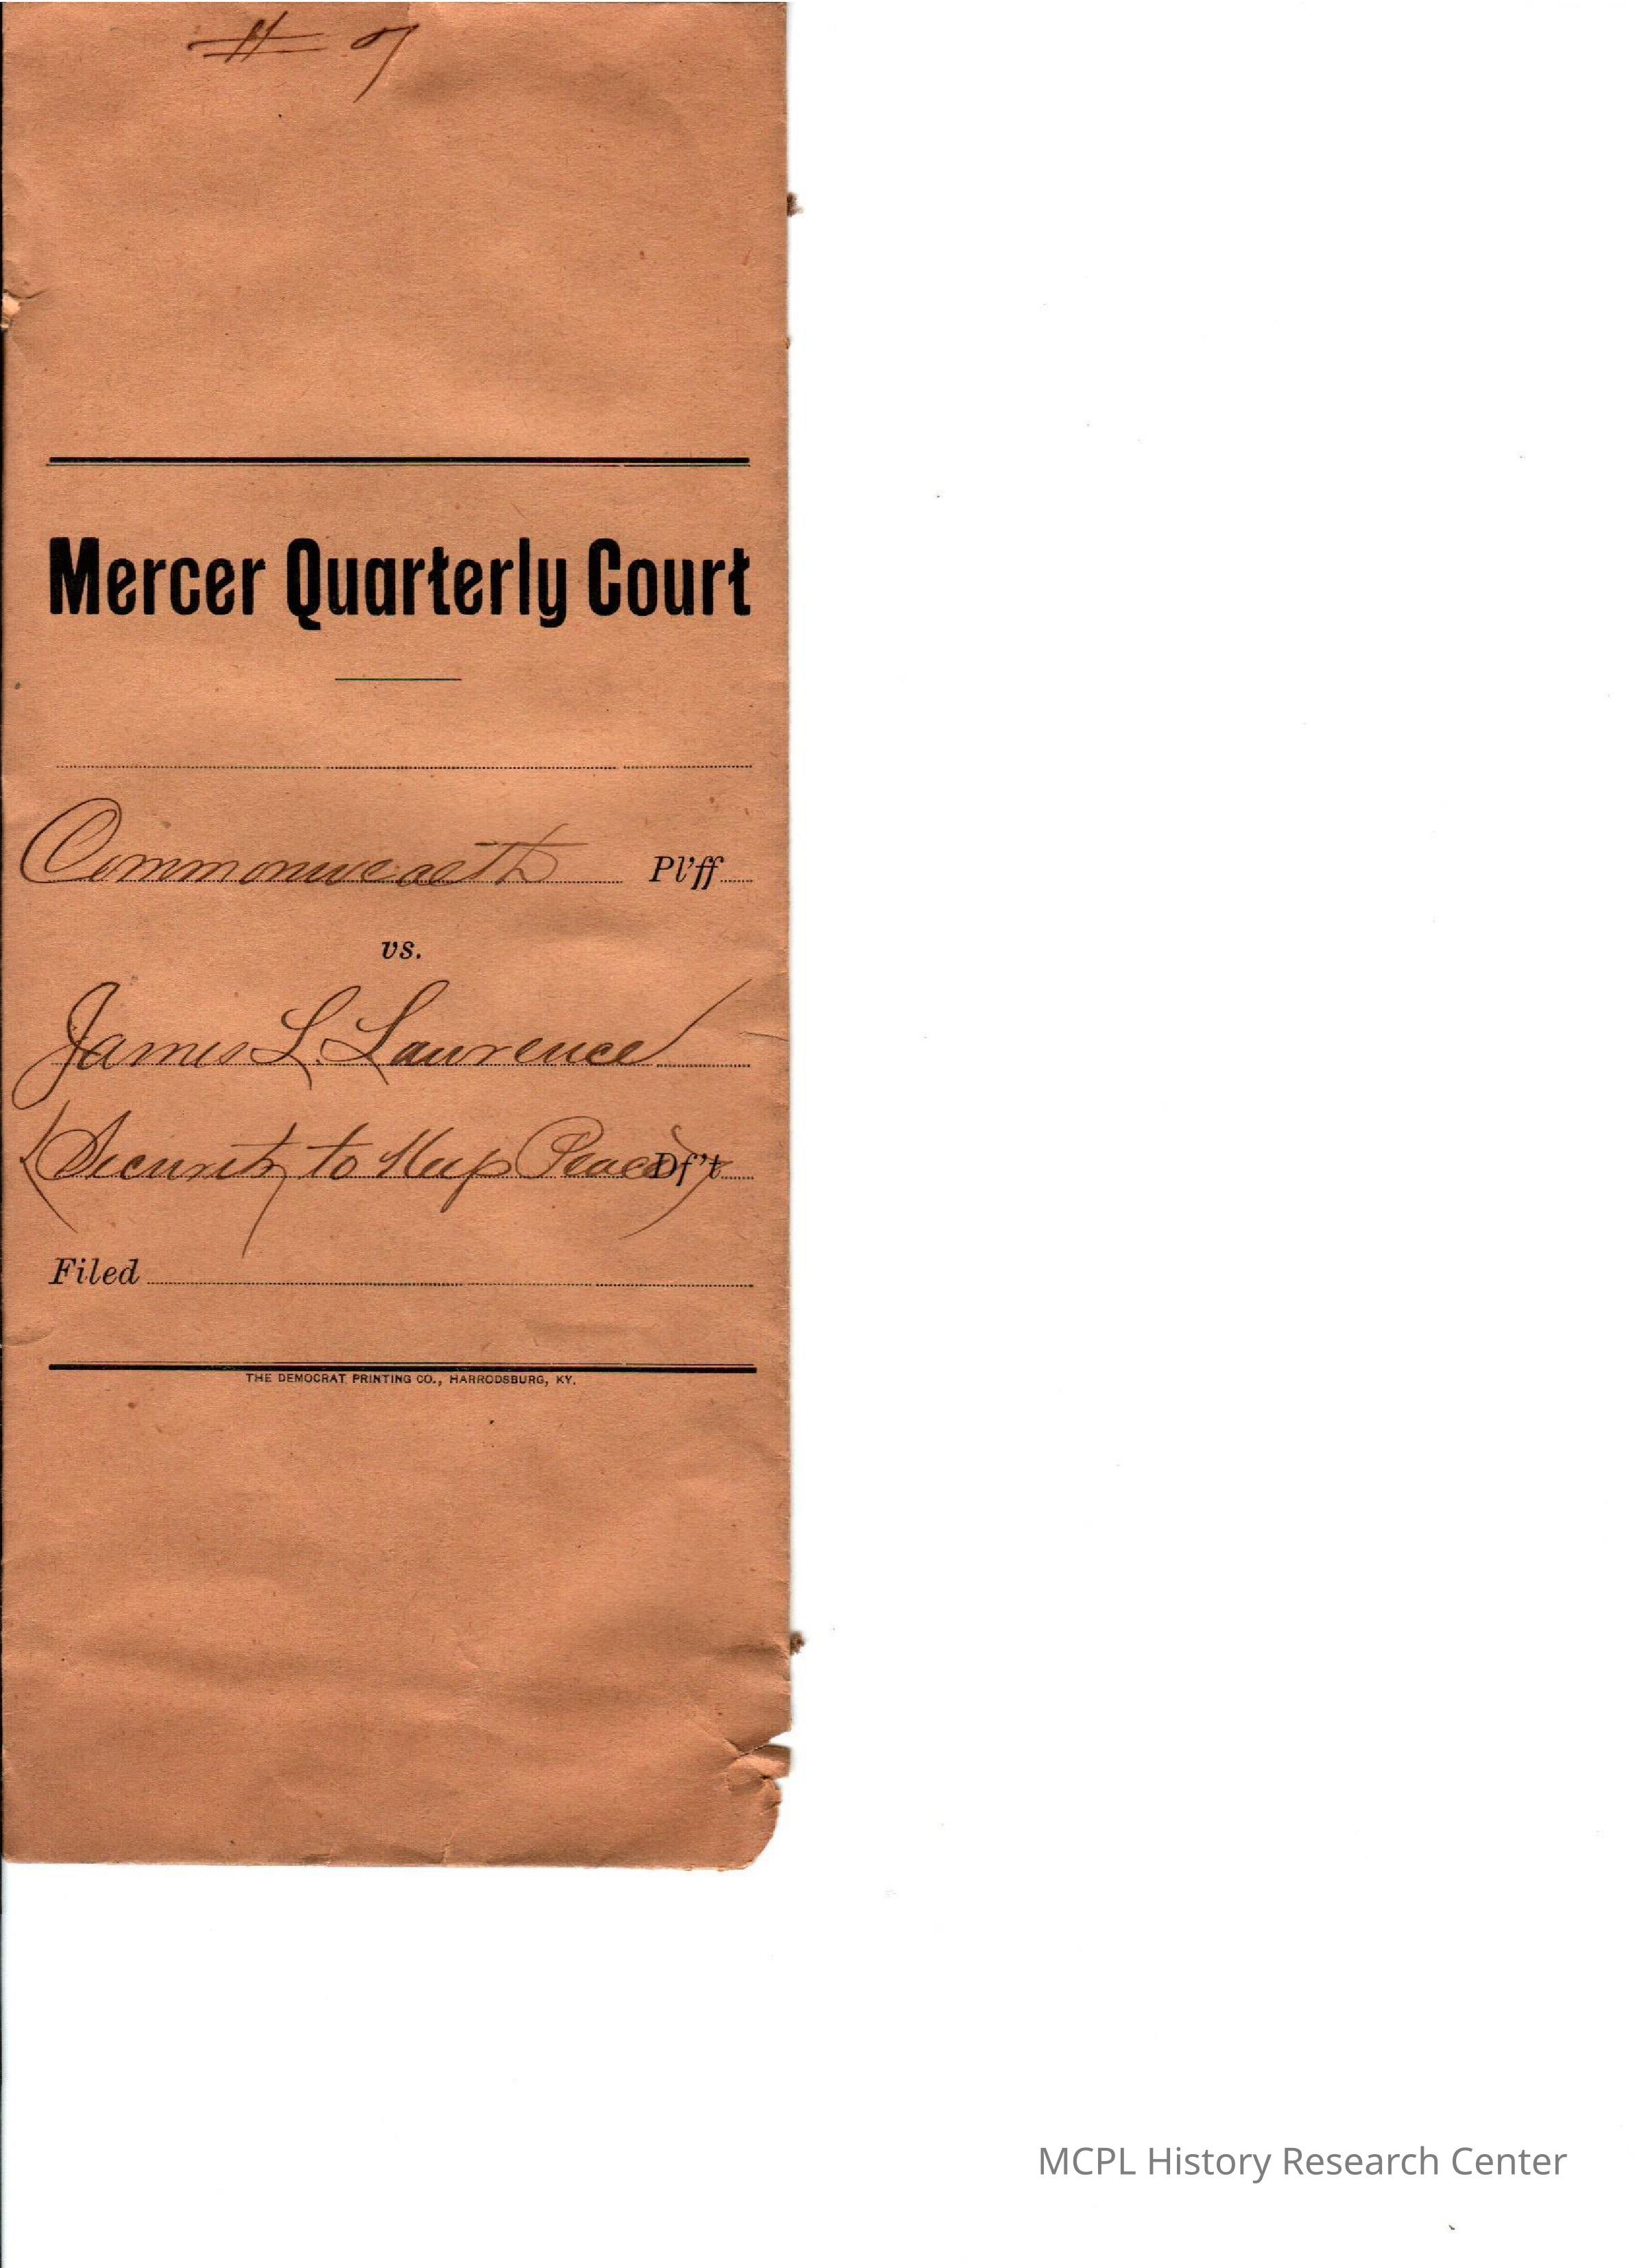 # 7
Mercer Quarterly Court
Commonwealth Pl'ff
vs.
James L. Lawrence
(Security to Keep Peace) Df't
Filed
THE DEMOCRAT PRINTING CO., HARRODSBURG, KY.
MCPL History Research Center